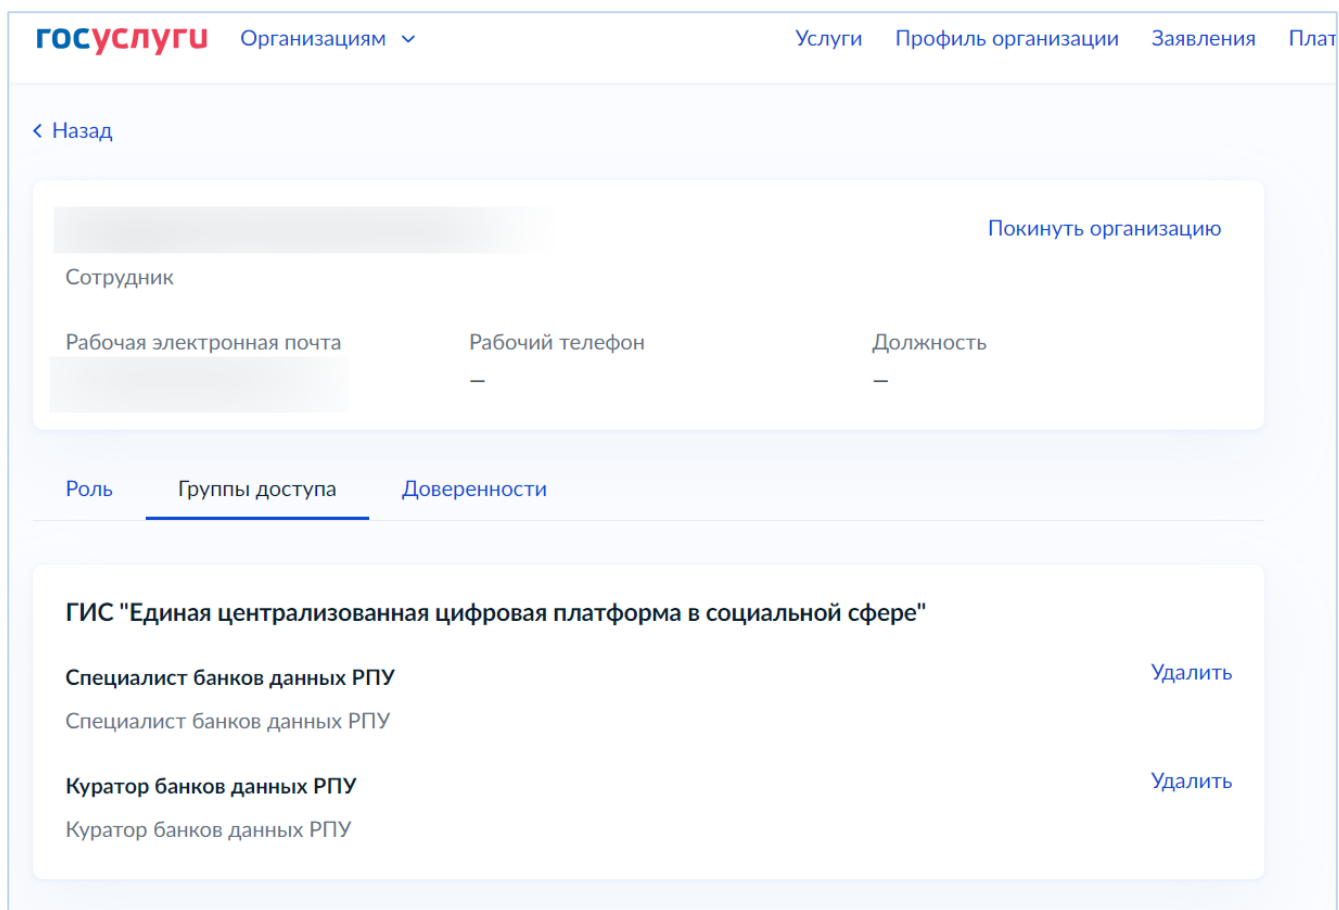 госуслуги Организациям Услуги Профиль организации Заявления Плат
Назад
Покинуть организацию
Сотрудник
Рабочая электронная почта Рабочий телефон Должность
— —
Роль Группы доступа Доверенности
ГИС "Единая централизованная цифровая платформа в социальной сфере"
Специалист банков данных РПУ Удалить
Специалист банков данных РПУ
Куратор банков данных РПУ Удалить
Куратор банков данных РПУ